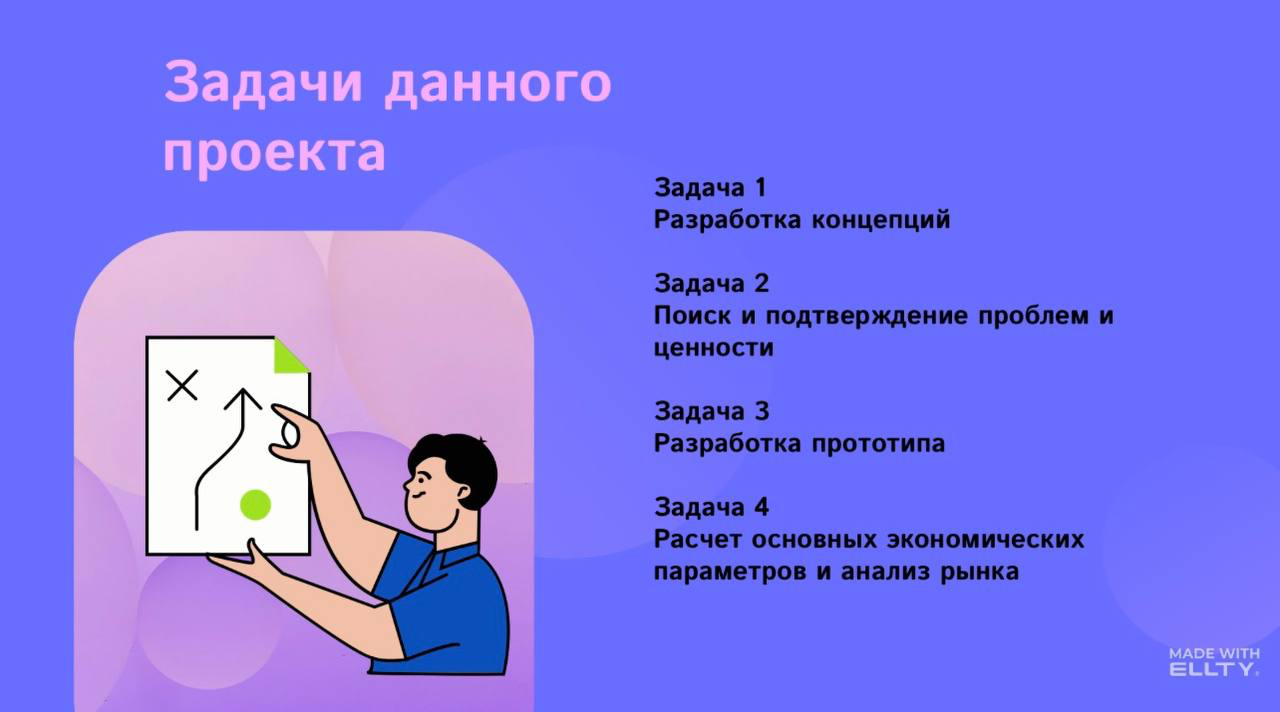 Задачи данного
проекта
Задача 1
Разработка концепций
Задача 2
Поиск и подтверждение проблем и
ценности
Задача 3
Разработка прототипа
Задача 4
Расчет основных экономических
параметров и анализ рынка
MADE WITH
ELLTY